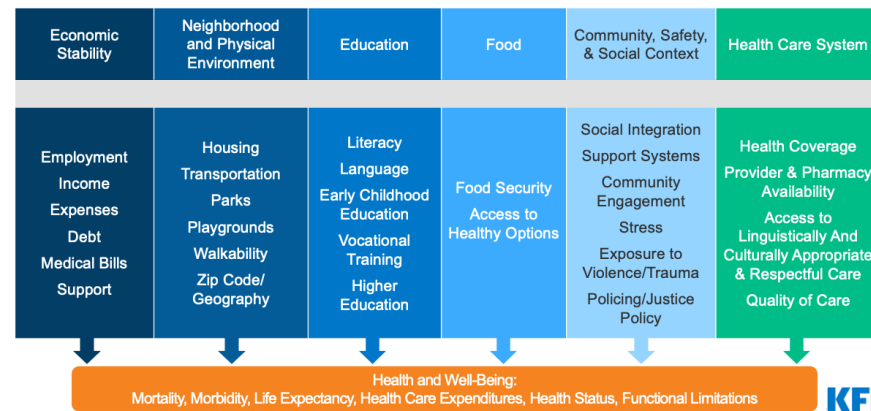 Economic
Stability
Neighborhood
and Physical
Environment
Education
Food
Community, Safety,
& Social Context
Health Care System
Employment
Income
Expenses
Debt
Medical Bills
Support
Housing
Transportation
Parks
Playgrounds
Walkability
Zip Code/
Geography
Literacy
Language
Early Childhood
Education
Vocational
Training
Higher
Education
Food Security
Access to
Healthy Options
Social Integration
Support Systems
Community
Engagement
Stress
Exposure to
Violence/Trauma
Policing/Justice
Policy
Health Coverage
Provider & Pharmacy
Availability
Access to
Linguistically And
Culturally Appropriate
& Respectful Care
Quality of Care
Health and Well-Being:
Mortality, Morbidity, Life Expectancy, Health Care Expenditures, Health Status, Functional Limitations
KF